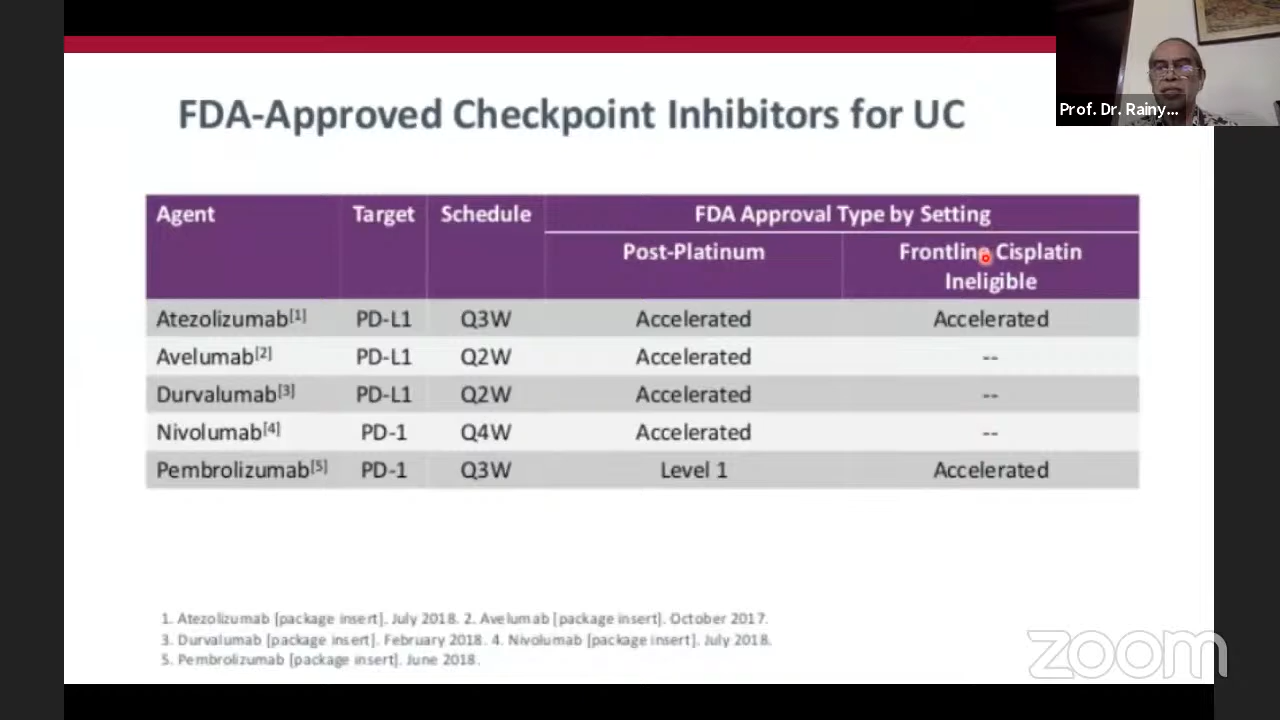 FDA-Approved Checkpoint Inhibitors for UC
Prof. Dr. Rainy...
Agent Target Schedule FDA Approval Type by Setting
Post-Platinum Frontline Cisplatin
Ineligible
Atezolizumab[1] PD-L1 Q3W Accelerated Accelerated
Avelumab[2] PD-L1 Q2W Accelerated --
Durvalumab[3] PD-L1 Q2W Accelerated --
Nivolumab[4] PD-1 Q4W Accelerated --
Pembrolizumab[5] PD-1 Q3W Level 1 Accelerated
1. Atezolizumab [package insert]. July 2018. 2. Avelumab [package insert]. October 2017.
3. Durvalumab [package insert]. February 2018. 4. Nivolumab [package insert]. July 2018.
5. Pembrolizumab [package insert]. June 2018.
zoom